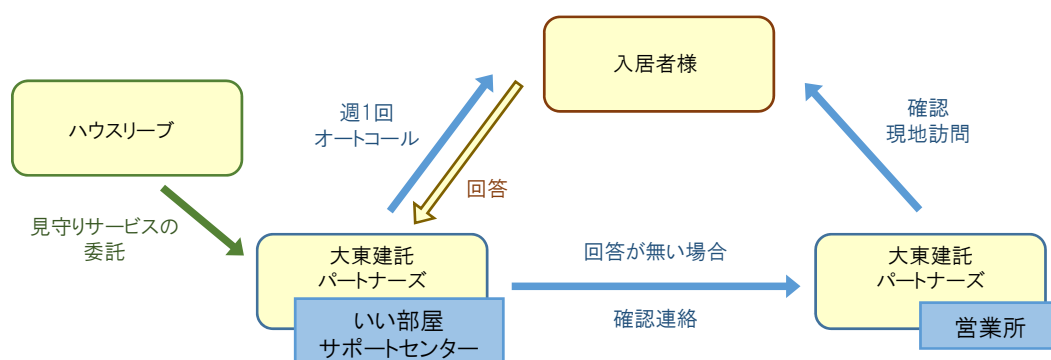 入居者様
ハウスリーブ
週1回
オートコール
確認
現地訪問
回答
見守りサービスの
委託
大東建託
パートナーズ
いい部屋
サポートセンター
回答が無い場合
確認連絡
大東建託
パートナーズ
営業所